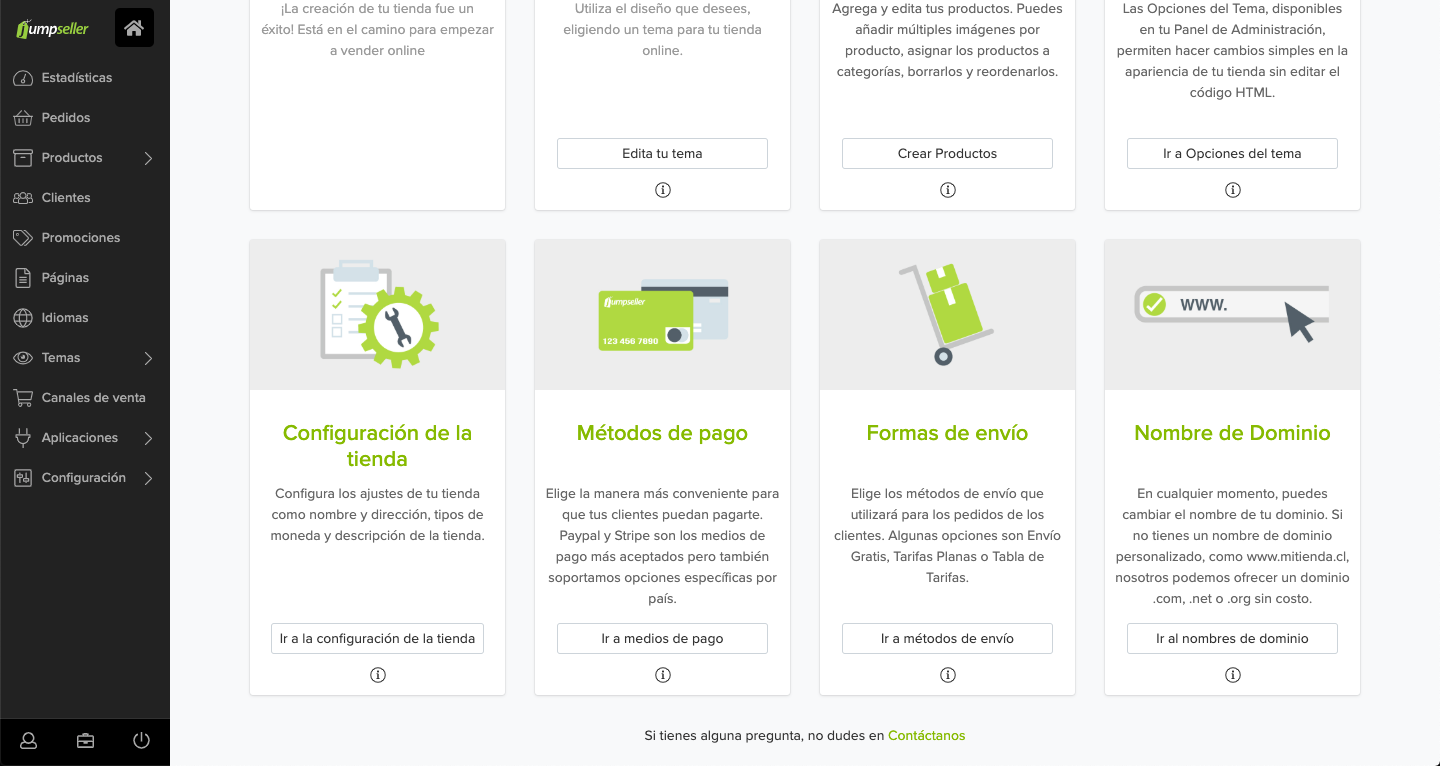 jumpseller
Estadísticas
Pedidos
Productos
Clientes
Promociones
Páginas
Idiomas
Temas
Canales de venta
Aplicaciones
Configuración
¡La creación de tu tienda fue un
éxito! Está en el camino para empezar
a vender online
Utiliza el diseño que desees,
eligiendo un tema para tu tienda
online.
Edita tu tema
Agrega y edita tus productos. Puedes
añadir múltiples imágenes por
producto, asignar los productos a
categorías, borrarlos y reordenarlos.
Crear Productos
Las Opciones del Tema, disponibles
en tu Panel de Administración,
permiten hacer cambios simples en la
apariencia de tu tienda sin editar el
código HTML.
Ir a Opciones del tema
Configuración de la
tienda
Configura los ajustes de tu tienda
como nombre y dirección, tipos de
moneda y descripción de la tienda.
Ir a la configuración de la tienda
jumpseller
123 456 7890
Métodos de pago
Elige la manera más conveniente para
que tus clientes puedan pagarte.
Paypal y Stripe son los medios de
pago más aceptados pero también
soportamos opciones específicas por
país.
Ir a medios de pago
Formas de envío
Elige los métodos de envío que
utilizará para los pedidos de los
clientes. Algunas opciones son Envío
Gratis, Tarifas Planas o Tabla de
Tarifas.
Ir a métodos de envío
www.
Nombre de Dominio
En cualquier momento, puedes
cambiar el nombre de tu dominio. Si
no tienes un nombre de dominio
personalizado, como www.mitienda.cl,
nosotros podemos ofrecer un dominio
.com, .net o .org sin costo.
Ir al nombres de dominio
Si tienes alguna pregunta, no dudes en Contáctanos